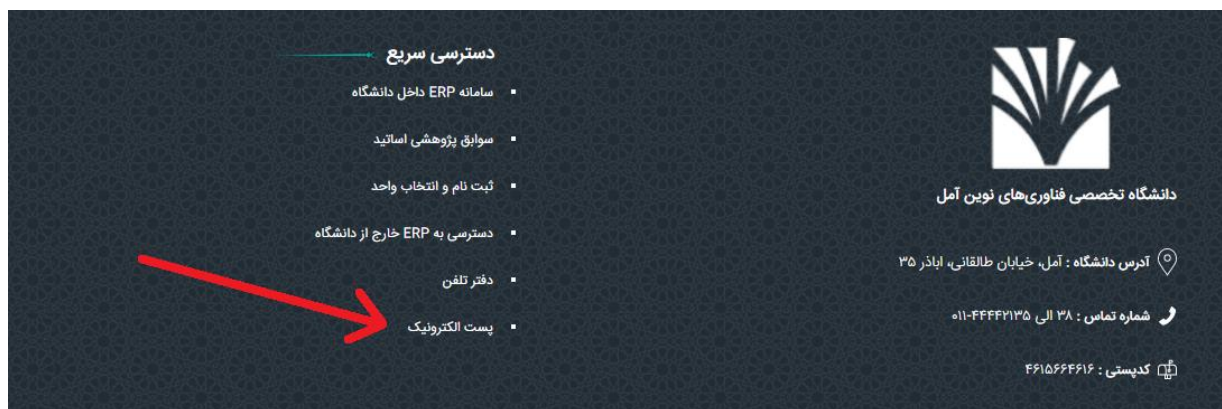 دانشگاه تخصصی فناوری‌های نوین آمل
آدرس دانشگاه : آمل، خیابان طالقانی، اباذر ۳۵
شماره تماس : ۳۸ الی ۴۴۴۴۲۱۳۵-۰۱۱
کدپستی : ۴۶۱۵۶۶۴۶۱۶
دسترسی سریع
سامانه ERP داخل دانشگاه
سوابق پژوهشی اساتید
ثبت نام و انتخاب واحد
دسترسی به ERP خارج از دانشگاه
دفتر تلفن
پست الکترونیک